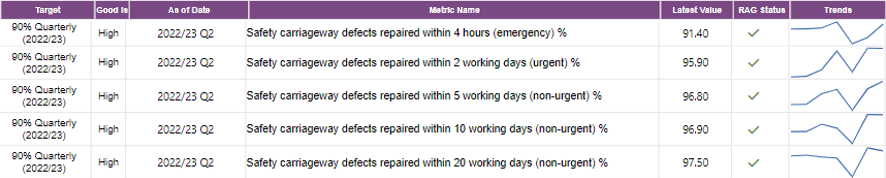 Target Good Is As of Date Metric Name Latest Value RAG Status Trends
90% Quarterly (2022/23) High 2022/23 Q2 Safety carriageway defects repaired within 4 hours (emergency) % 91.40
90% Quarterly (2022/23) High 2022/23 Q2 Safety carriageway defects repaired within 2 working days (urgent) % 95.90
90% Quarterly (2022/23) High 2022/23 Q2 Safety carriageway defects repaired within 5 working days (non-urgent) % 96.80
90% Quarterly (2022/23) High 2022/23 Q2 Safety carriageway defects repaired within 10 working days (non-urgent) % 96.90
90% Quarterly (2022/23) High 2022/23 Q2 Safety carriageway defects repaired within 20 working days (non-urgent) % 97.50